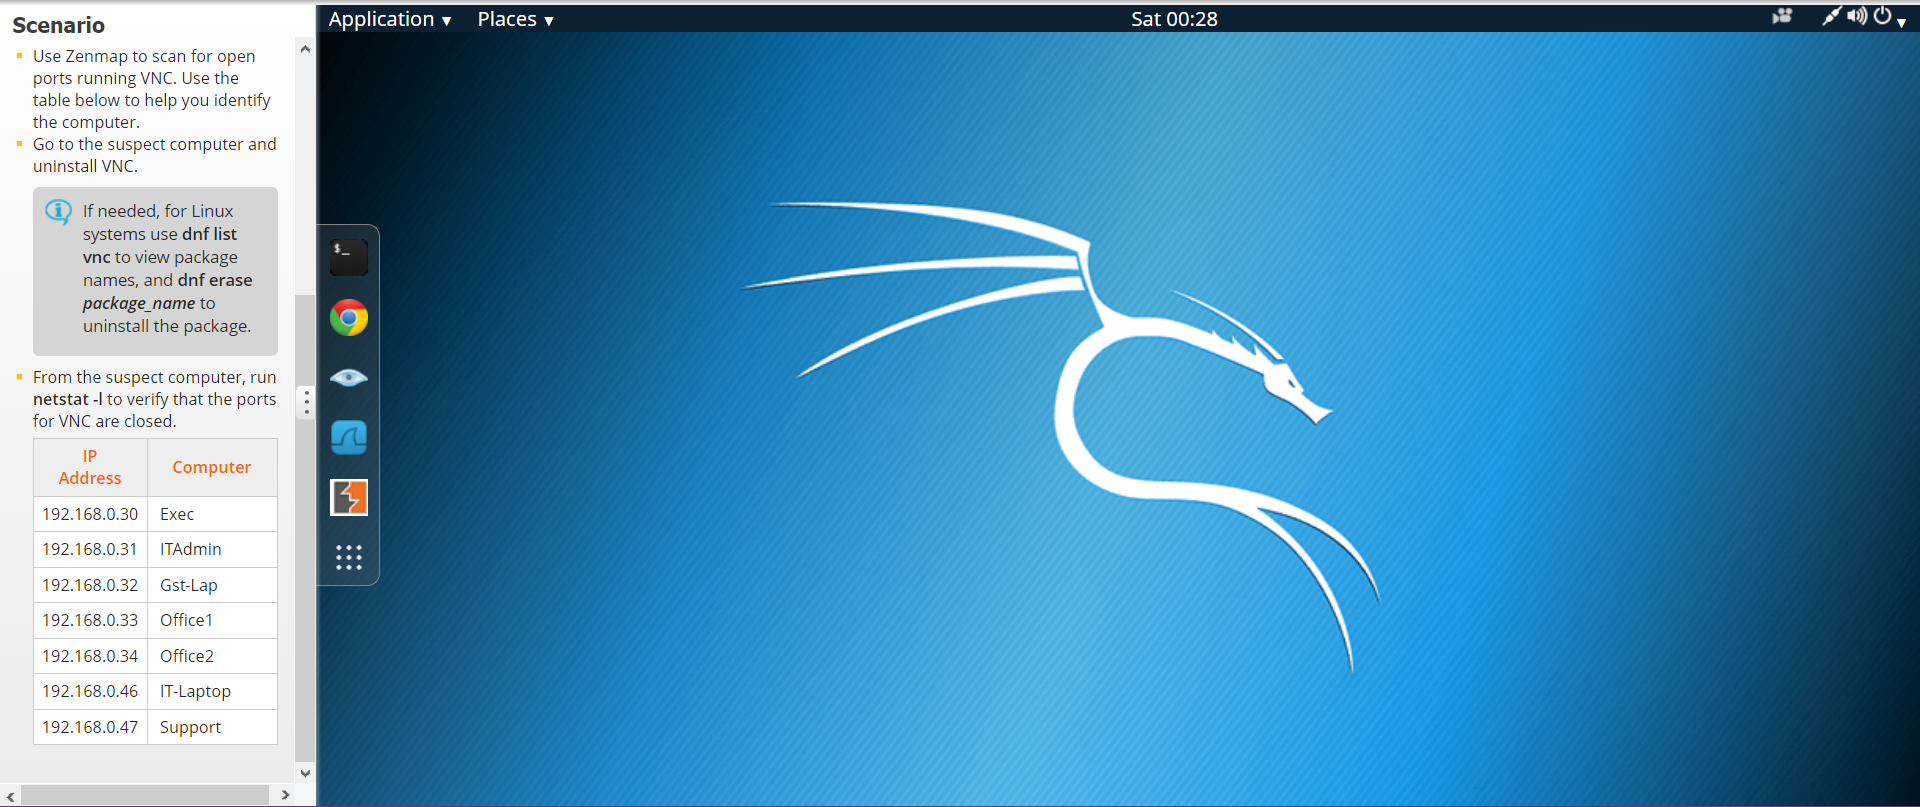 Scenario
Use Zenmap to scan for open
ports running VNC. Use the
table below to help you identify
the computer.
Go to the suspect computer and
uninstall VNC.
If needed, for Linux
systems use dnf list
vnc to view package
names, and dnf erase
package_name to
uninstall the package.
From the suspect computer, run
netstat -l to verify that the ports
for VNC are closed.
IP Address Computer
192.168.0.30 Exec
192.168.0.31 ITAdmin
192.168.0.32 Gst-Lap
192.168.0.33 Office1
192.168.0.34 Office2
192.168.0.46 IT-Laptop
192.168.0.47 Support
Application Places Sat 00:28
$_